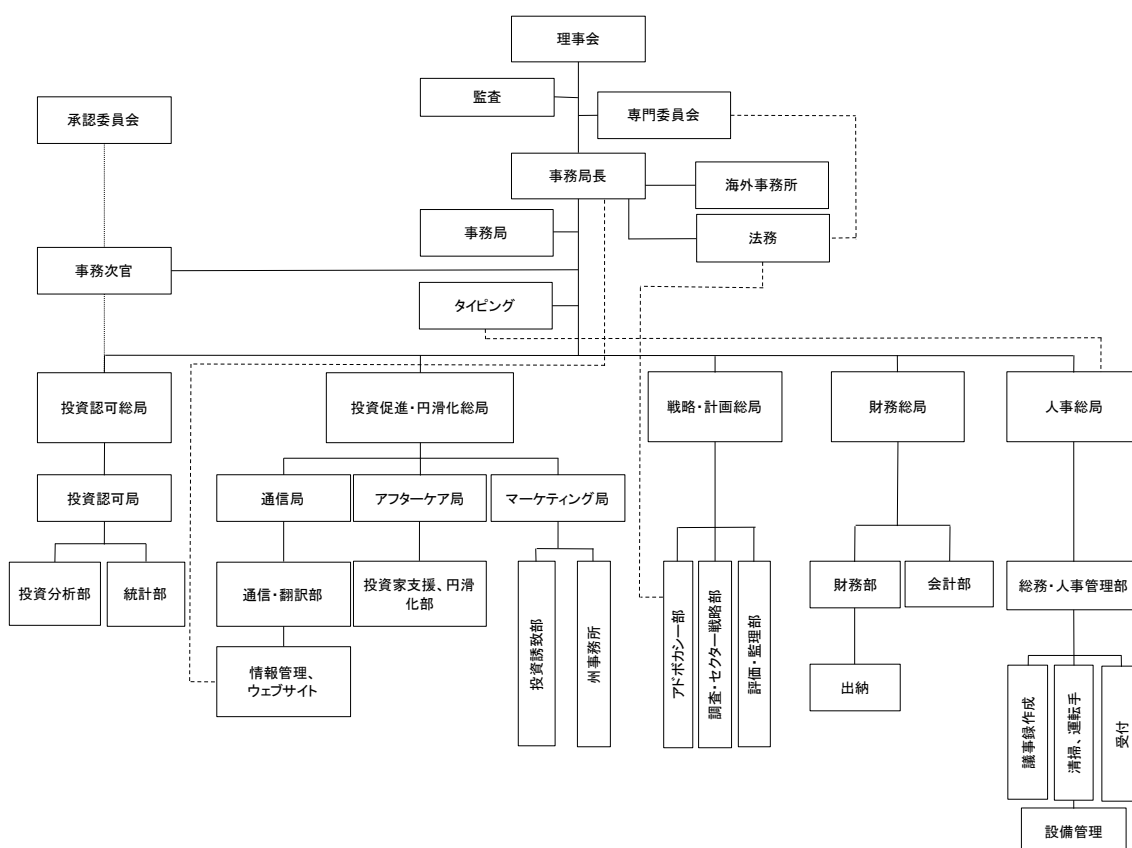 理事会
監査
専門委員会
承認委員会
事務局長
海外事務所
事務局
法務
事務次官
タイピング
投資認可総局
投資促進・円滑化総局
戦略・計画総局
財務総局
人事総局
投資認可局
通信局
アフターケア局
マーケティング局
投資分析部
統計部
通信・翻訳部
投資家支援、円滑
化部
投資誘致部
州事務所
アドボカシー部
調査・セクター戦略部
評価・監理部
財務部
会計部
総務・人事管理部
情報管理、
ウェブサイト
出納
議事録作成
清掃、運転手
受付
設備管理